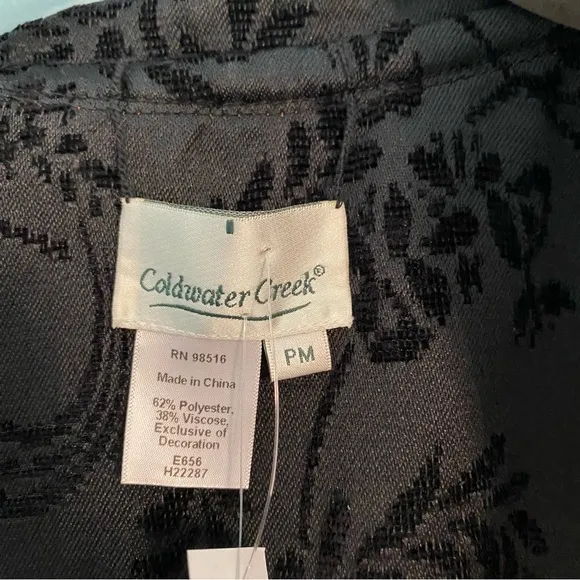 Coldwater Creek®
PM
RN 98516
Made in China
62% Polyester,
38% Viscose,
Exclusive of
Decoration
E656
H22287